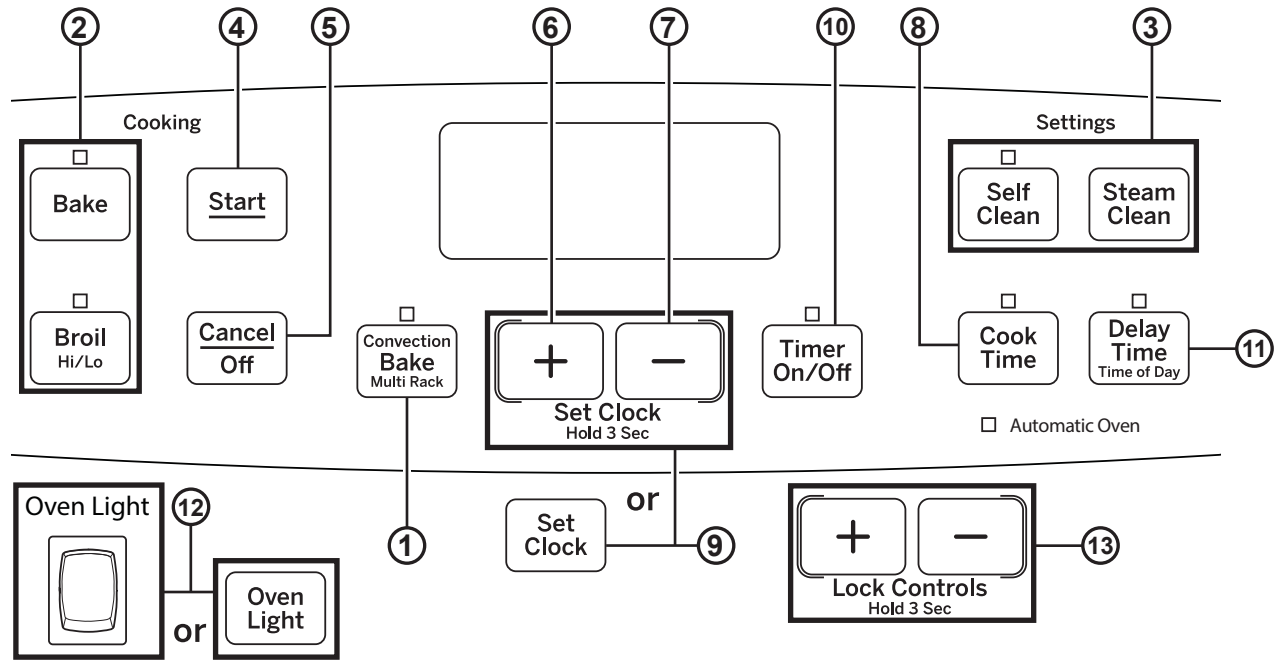 2
4
5
6
7
10
8
3
Cooking
Settings
Bake
Start
Self
Clean
Steam
Clean
Broil
Hi/Lo
Cancel
Off
Convection
Bake
Multi Rack
+
−
Set Clock
Hold 3 Sec
Timer
On/Off
Cook
Time
Delay
Time
Time of Day
11
Automatic Oven
Oven Light
12
or
Oven
Light
1
Set
Clock
or
9
+
−
Lock Controls
Hold 3 Sec
13